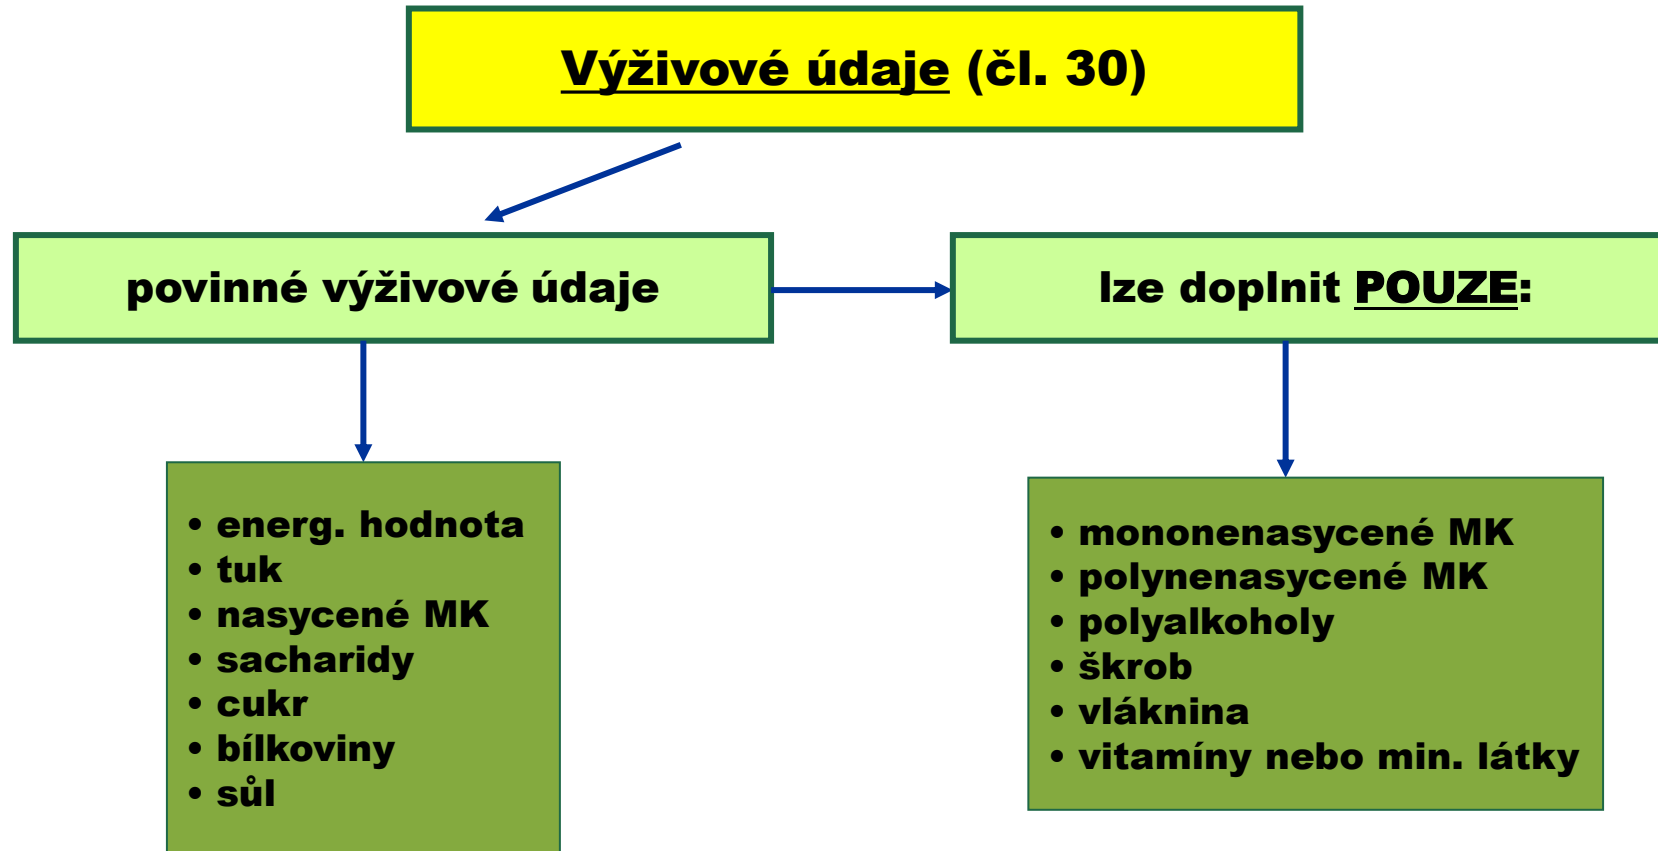 Výživové údaje (čl. 30)
povinné výživové údaje
lze doplnit POUZE:
• energ. hodnota
• tuk
• nasycené MK
• sacharidy
• cukr
• bílkoviny
• sůl
• mononenasycené MK
• polynenasycené MK
• polyalkoholy
• škrob
• vláknina
• vitamíny nebo min. látky